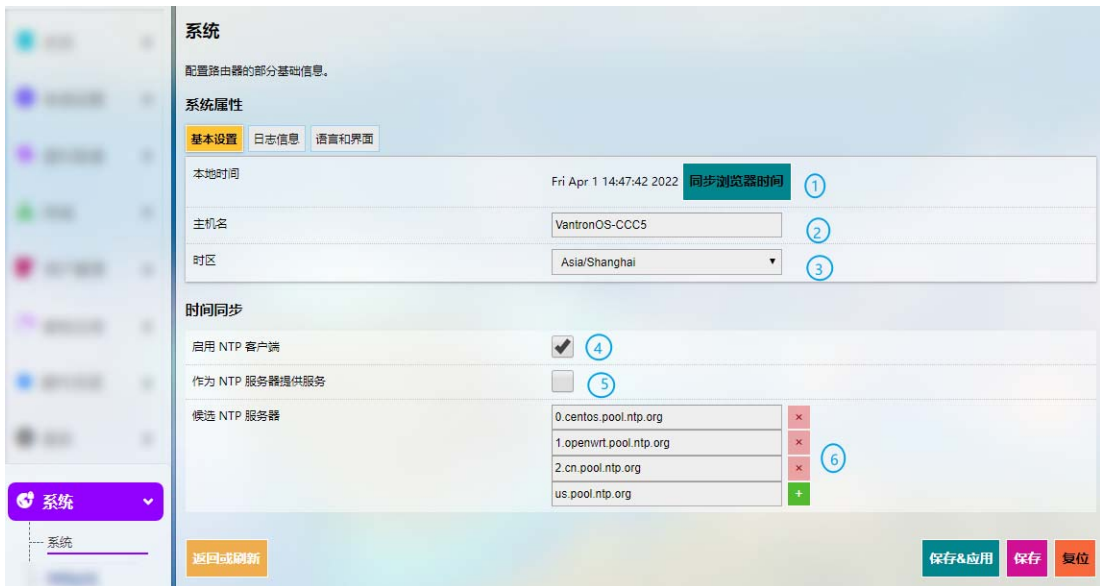 系统
配置路由器的部分基础信息。
系统属性
基本设置 日志信息 语言和界面
本地时间 Fri Apr 1 14:47:42 2022 同步浏览器时间 1
主机名 VantronOS-CCC5 2
时区 Asia/Shanghai 3
时间同步
启用 NTP 客户端 4
作为 NTP 服务器提供服务 5
候选 NTP 服务器 0.centos.pool.ntp.org ×
1.openwrt.pool.ntp.org ×
2.cn.pool.ntp.org × 6
us.pool.ntp.org +
系统
系统
返回或刷新 保存&应用 保存 复位